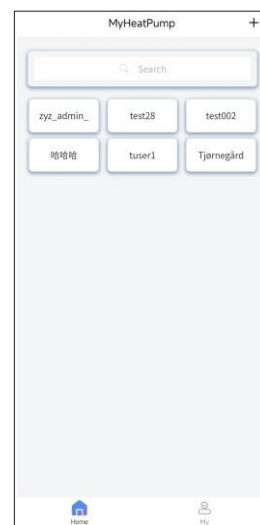 MyHeatPump +
Search
zyz_admin_ test28 test002
哈哈哈 tuser1 Tjørnegård
Home My